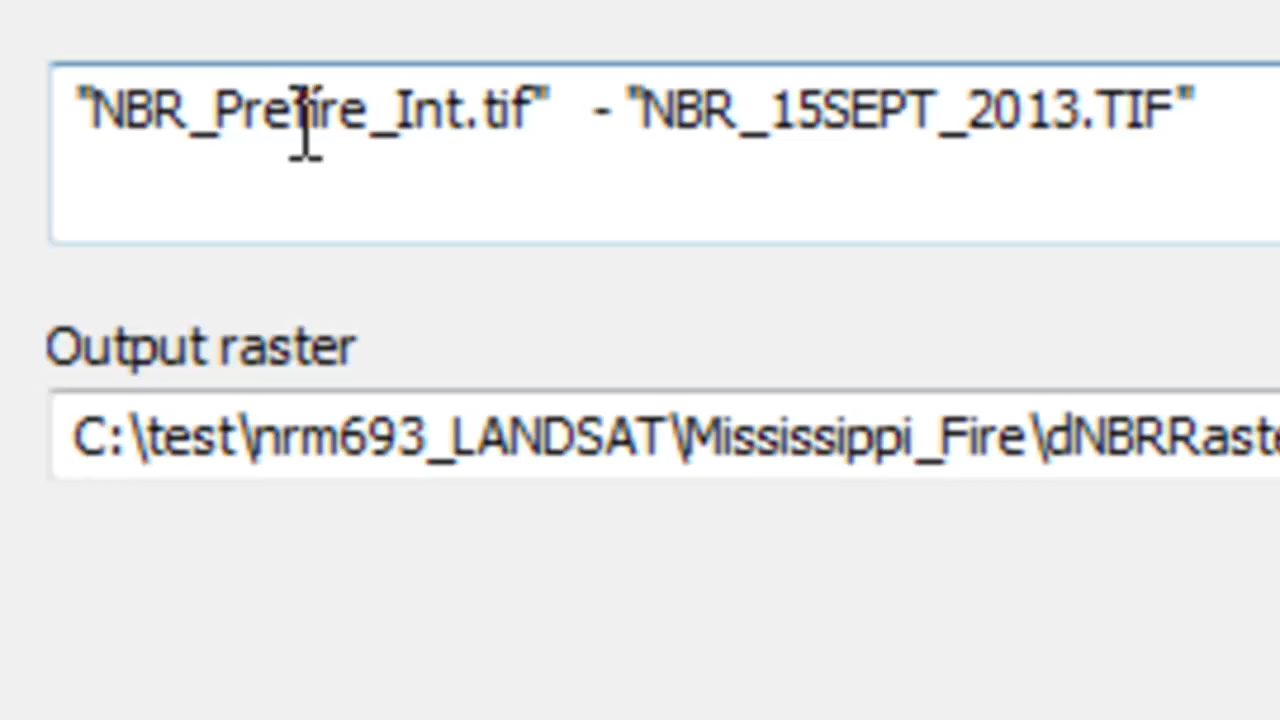 "NBR_Prefire_Int.tif" - "NBR_15SEPT_2013.TIF"
Output raster
C:\test\nrm693_LANDSAT\Mississippi_Fire\dNBRRaste